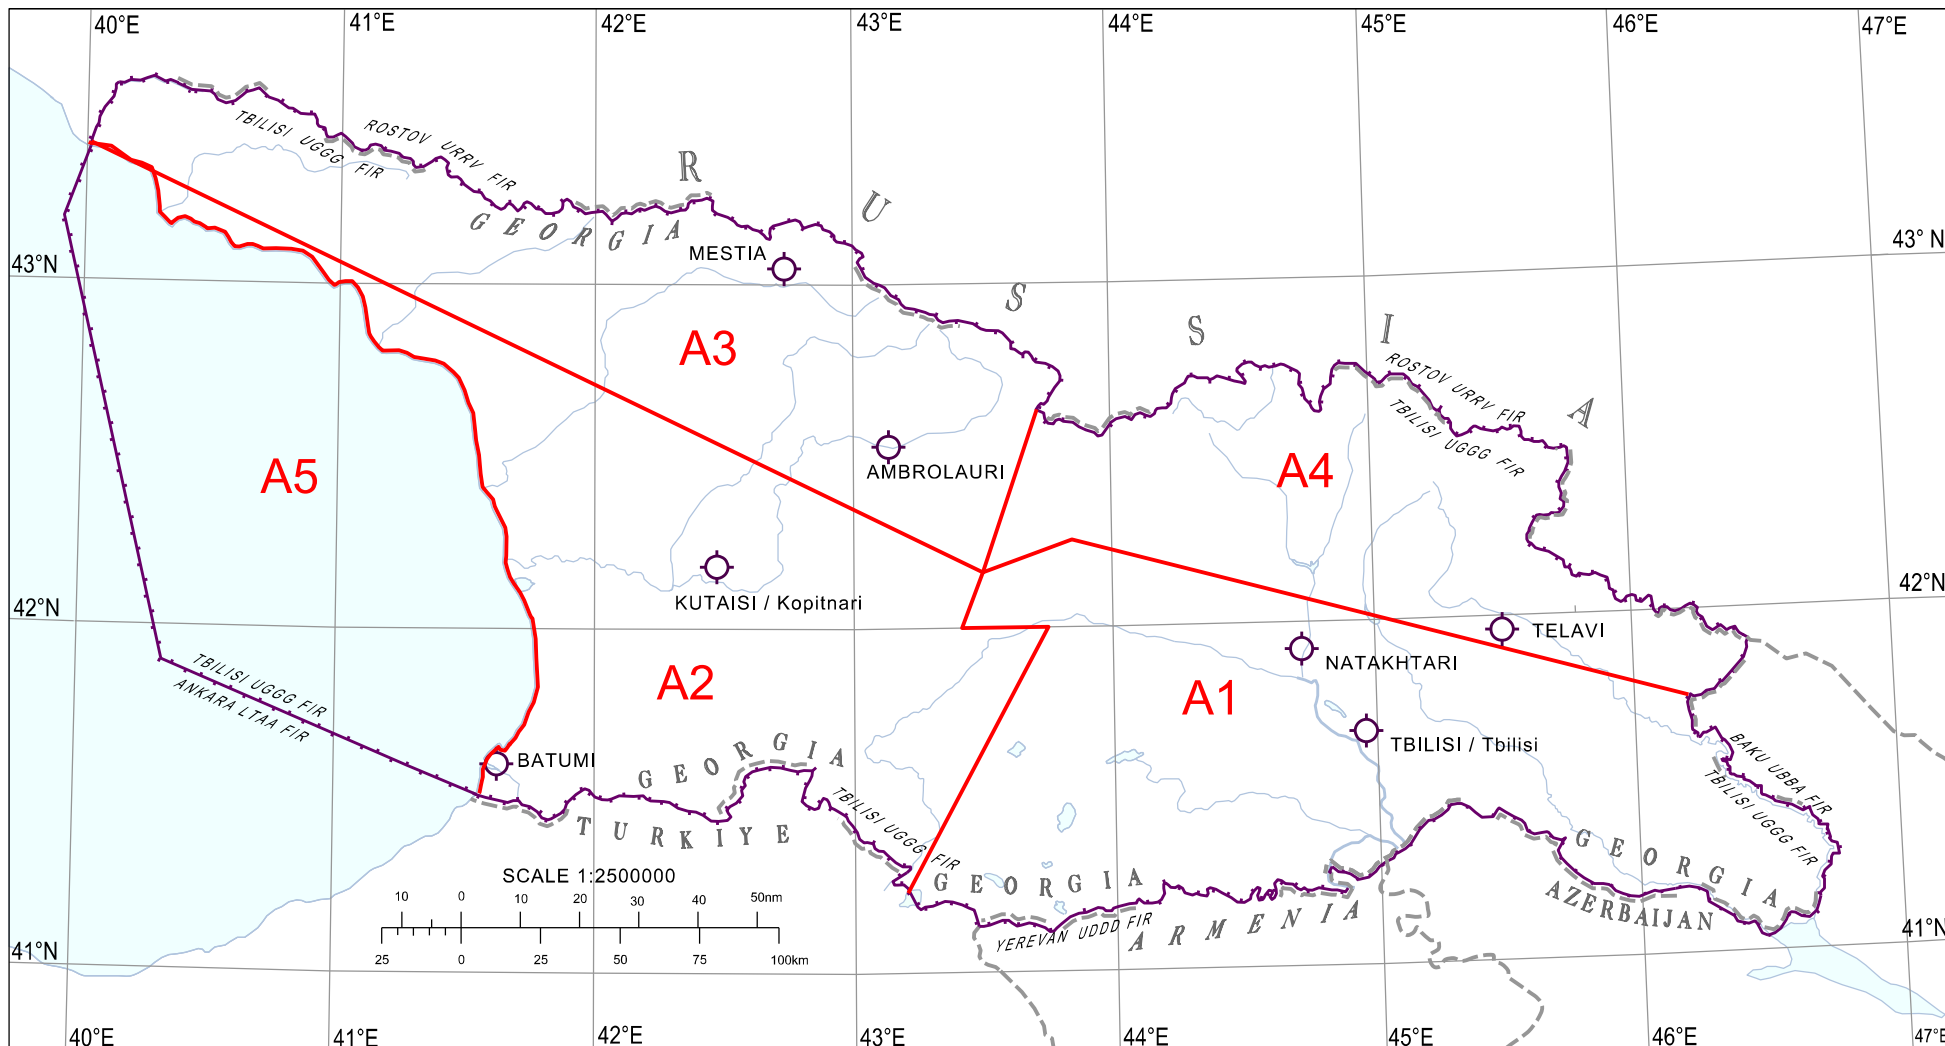 40°E 41°E 42°E 43°E 44°E 45°E 46°E 47°E
ROSTOV URRV FIR
TBILISI UGGG FIR
RUSSIA
GEORGIA
43°N
43° N
MESTIA
A3
ROSTOV URRV FIR
TBILISI UGGG FIR
A5
AMBROLAURI
A4
KUTAISI / Kopitnari
42°N
42°N
TELAVI
NATAKHTARI
TBILISI UGGG FIR
ANKARA LTAA FIR
A2
A1
TBILISI / Tbilisi
BATUMI
GEORGIA
TURKIYE
TBILISI UGGG FIR
BAKU UBBA FIR
TBILISI UGGG FIR
GEORGIA
AZERBAIJAN
GEORGIA
ARMENIA
YEREVAN UDDD FIR
SCALE 1:2500000
10 0 10 20 30 40 50nm
25 0 25 50 75 100km
41°N
41°N
40°E 41°E 42°E 43°E 44°E 45°E 46°E 47°E